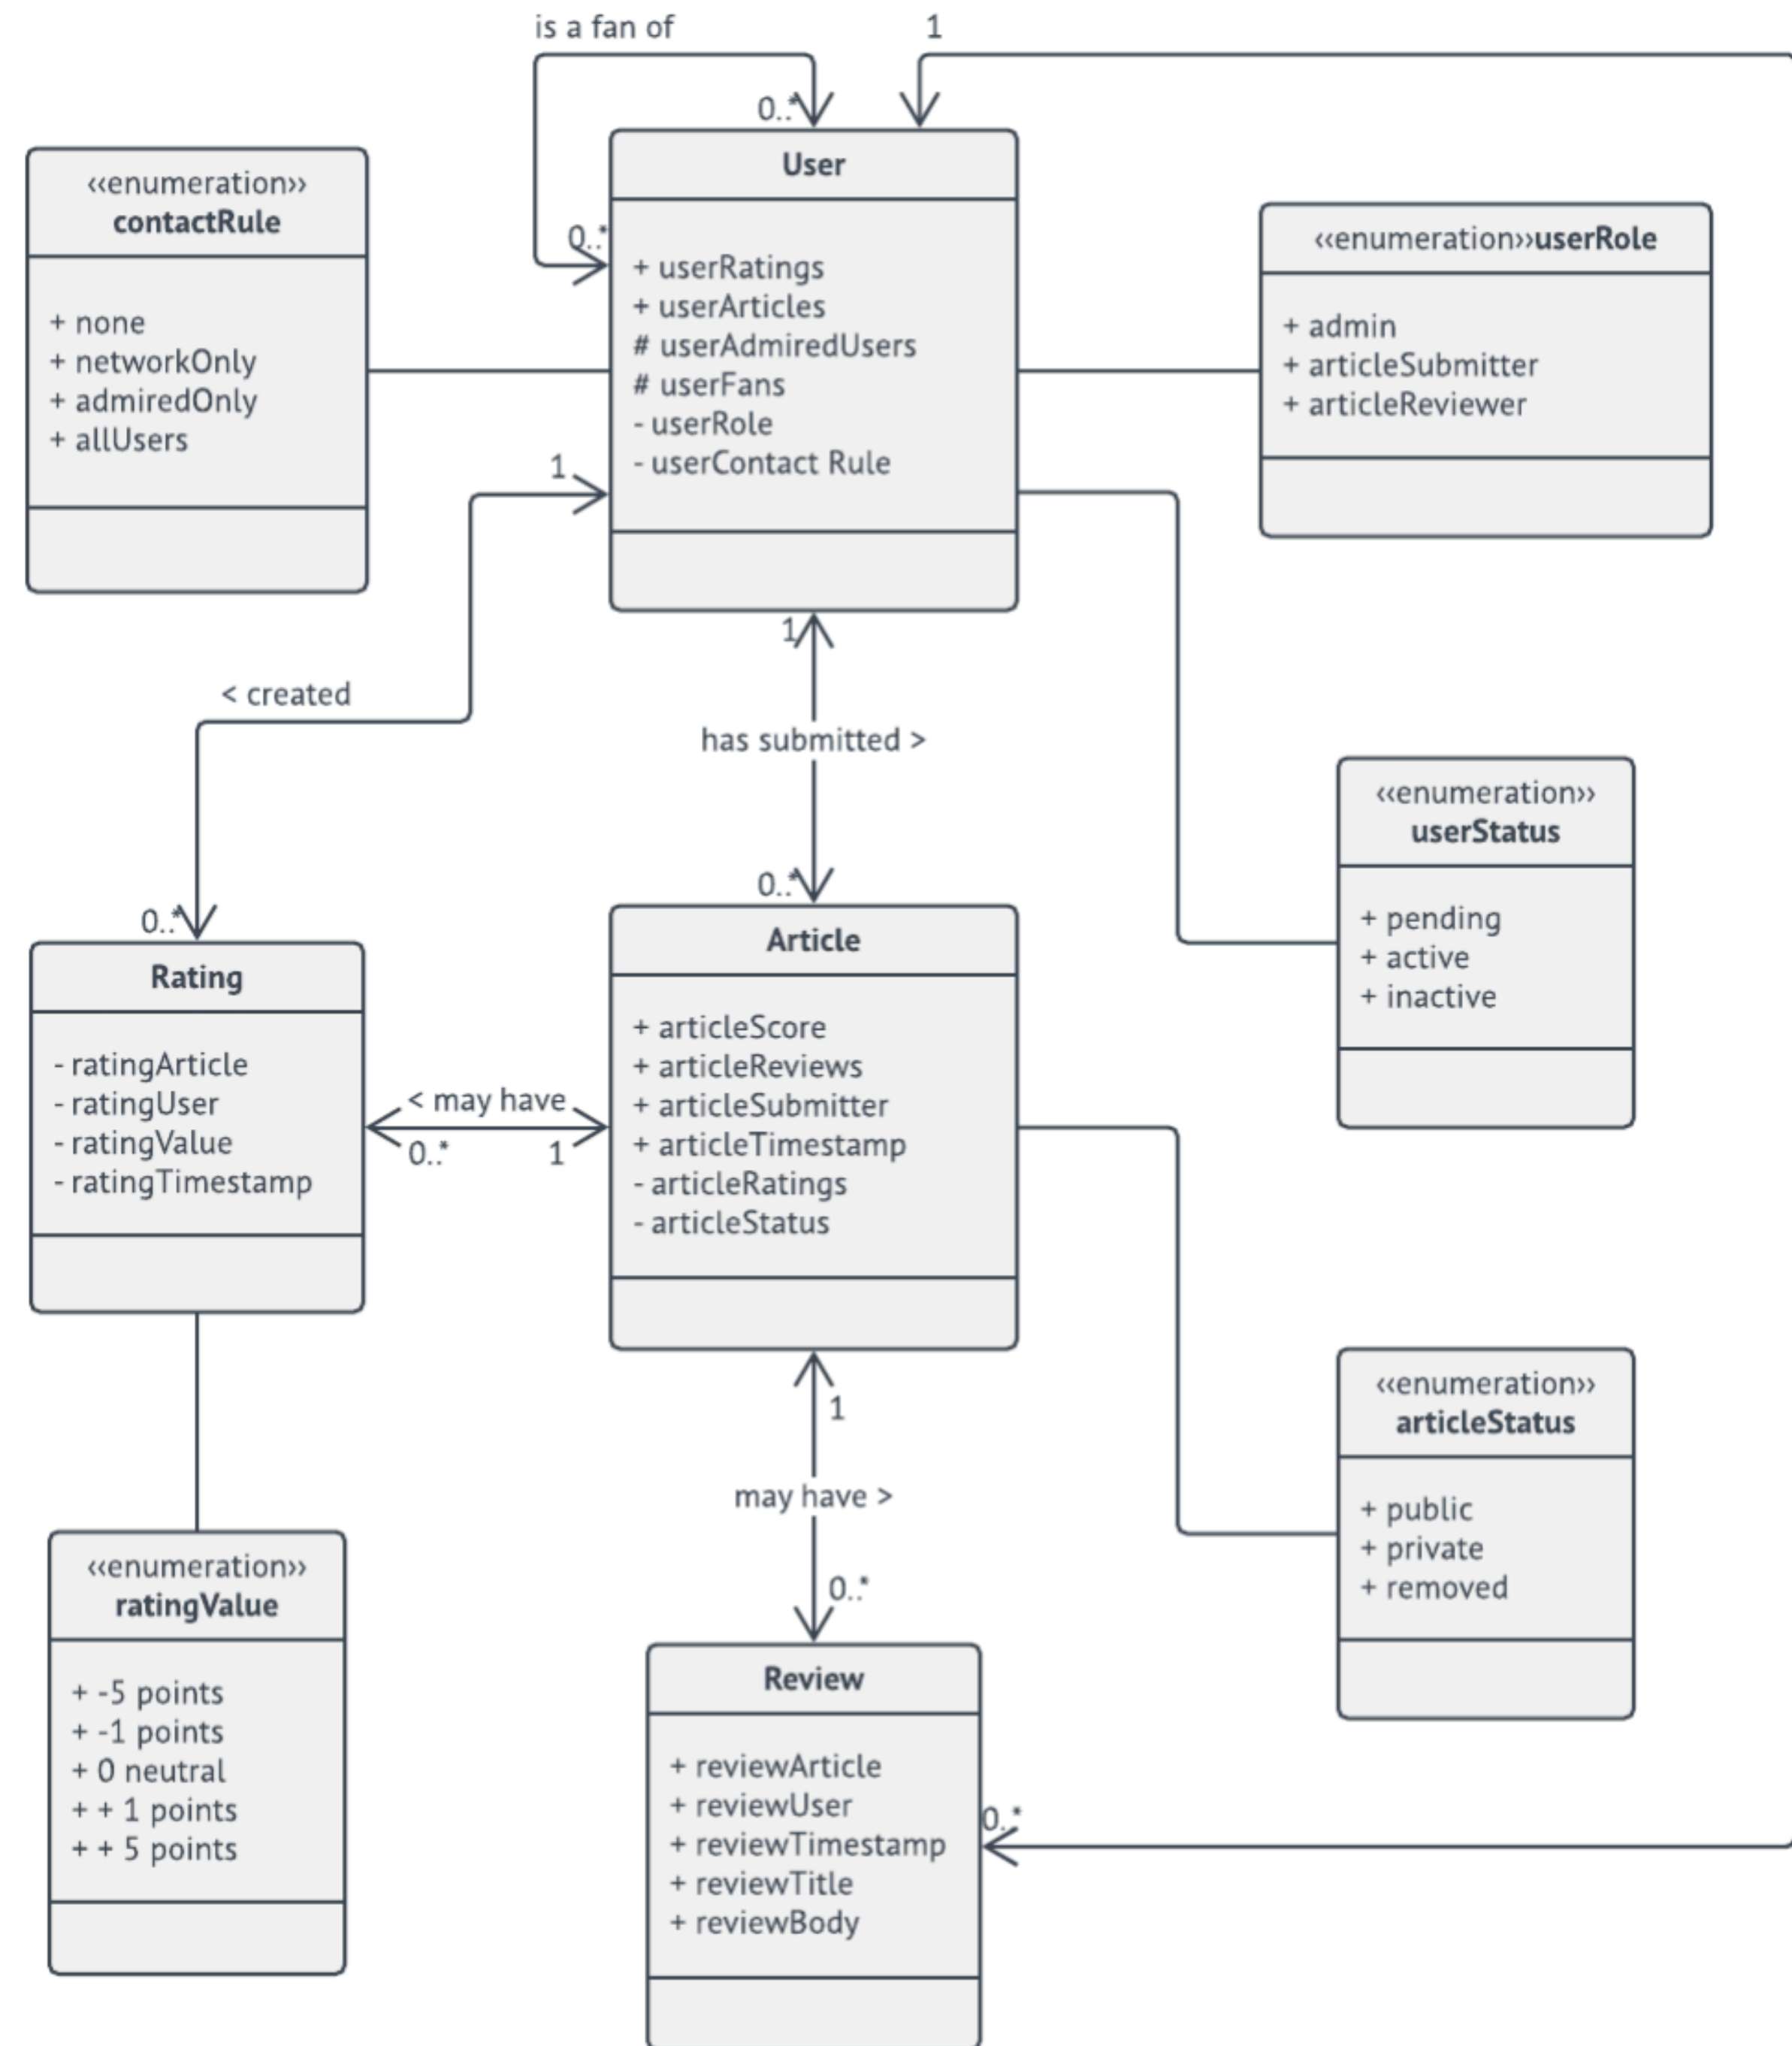 is a fan of
1
0..*
0..*
User
+ userRatings
+ userArticles
# userAdmiredUsers
# userFans
- userRole
- userContact Rule
‹‹enumeration››
contactRule
+ none
+ networkOnly
+ admiredOnly
+ allUsers
‹‹enumeration››userRole
+ admin
+ articleSubmitter
+ articleReviewer
1
< created
0..*
1
has submitted >
0..*
‹‹enumeration››
userStatus
+ pending
+ active
+ inactive
Rating
- ratingArticle
- ratingUser
- ratingValue
- ratingTimestamp
< may have
0..*
1
Article
+ articleScore
+ articleReviews
+ articleSubmitter
+ articleTimestamp
- articleRatings
- articleStatus
‹‹enumeration››
articleStatus
+ public
+ private
+ removed
1
may have >
0..*
‹‹enumeration››
ratingValue
+ -5 points
+ -1 points
+ 0 neutral
+ + 1 points
+ + 5 points
Review
+ reviewArticle
+ reviewUser
+ reviewTimestamp
+ reviewTitle
+ reviewBody
0..*